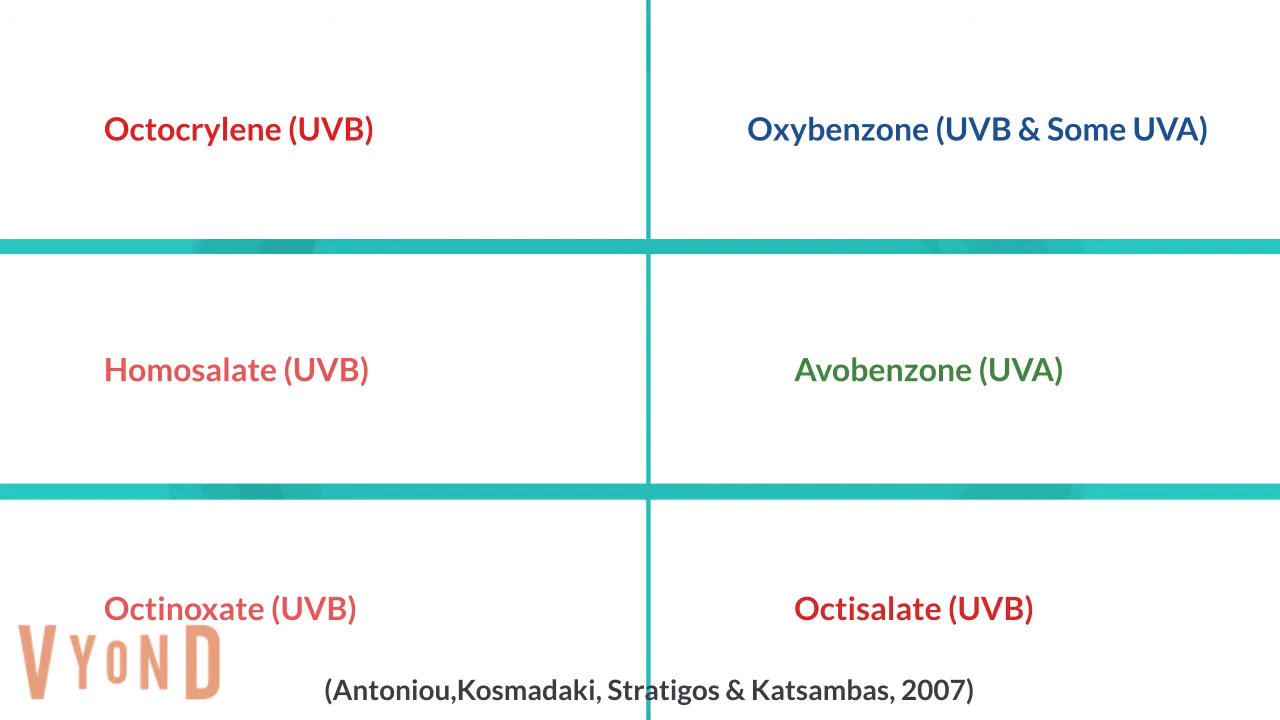 Octocrylene (UVB)
Oxybenzone (UVB & Some UVA)
Homosalate (UVB)
Avobenzone (UVA)
Octinoxate (UVB)
Octisalate (UVB)
VYOND
(Antoniou,Kosmadaki, Stratigos & Katsambas, 2007)